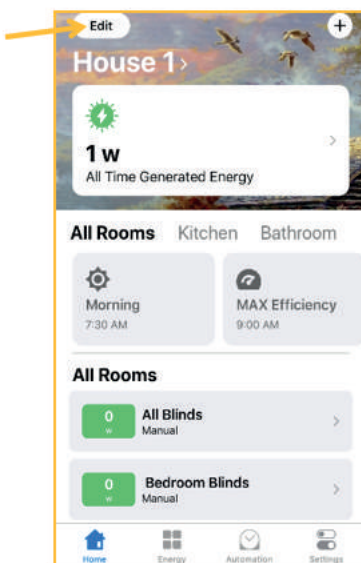 Edit
+
House 1 >
1 w
All Time Generated Energy
All Rooms Kitchen Bathroom
Morning
7:30 AM
MAX Efficiency
9:00 AM
All Rooms
0
w
All Blinds
Manual
0
w
Bedroom Blinds
Manual
Home Energy Automation Settings